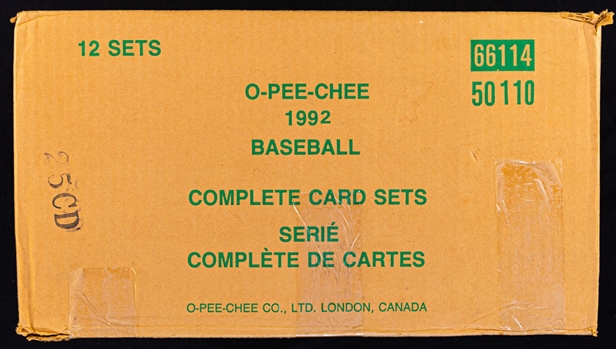 12 SETS
66114
50110
O-PEE-CHEE
1992
BASEBALL
25CD
COMPLETE CARD SETS
SERIÉ
COMPLÈTE DE CARTES
O-PEE-CHEE CO., LTD. LONDON, CANADA